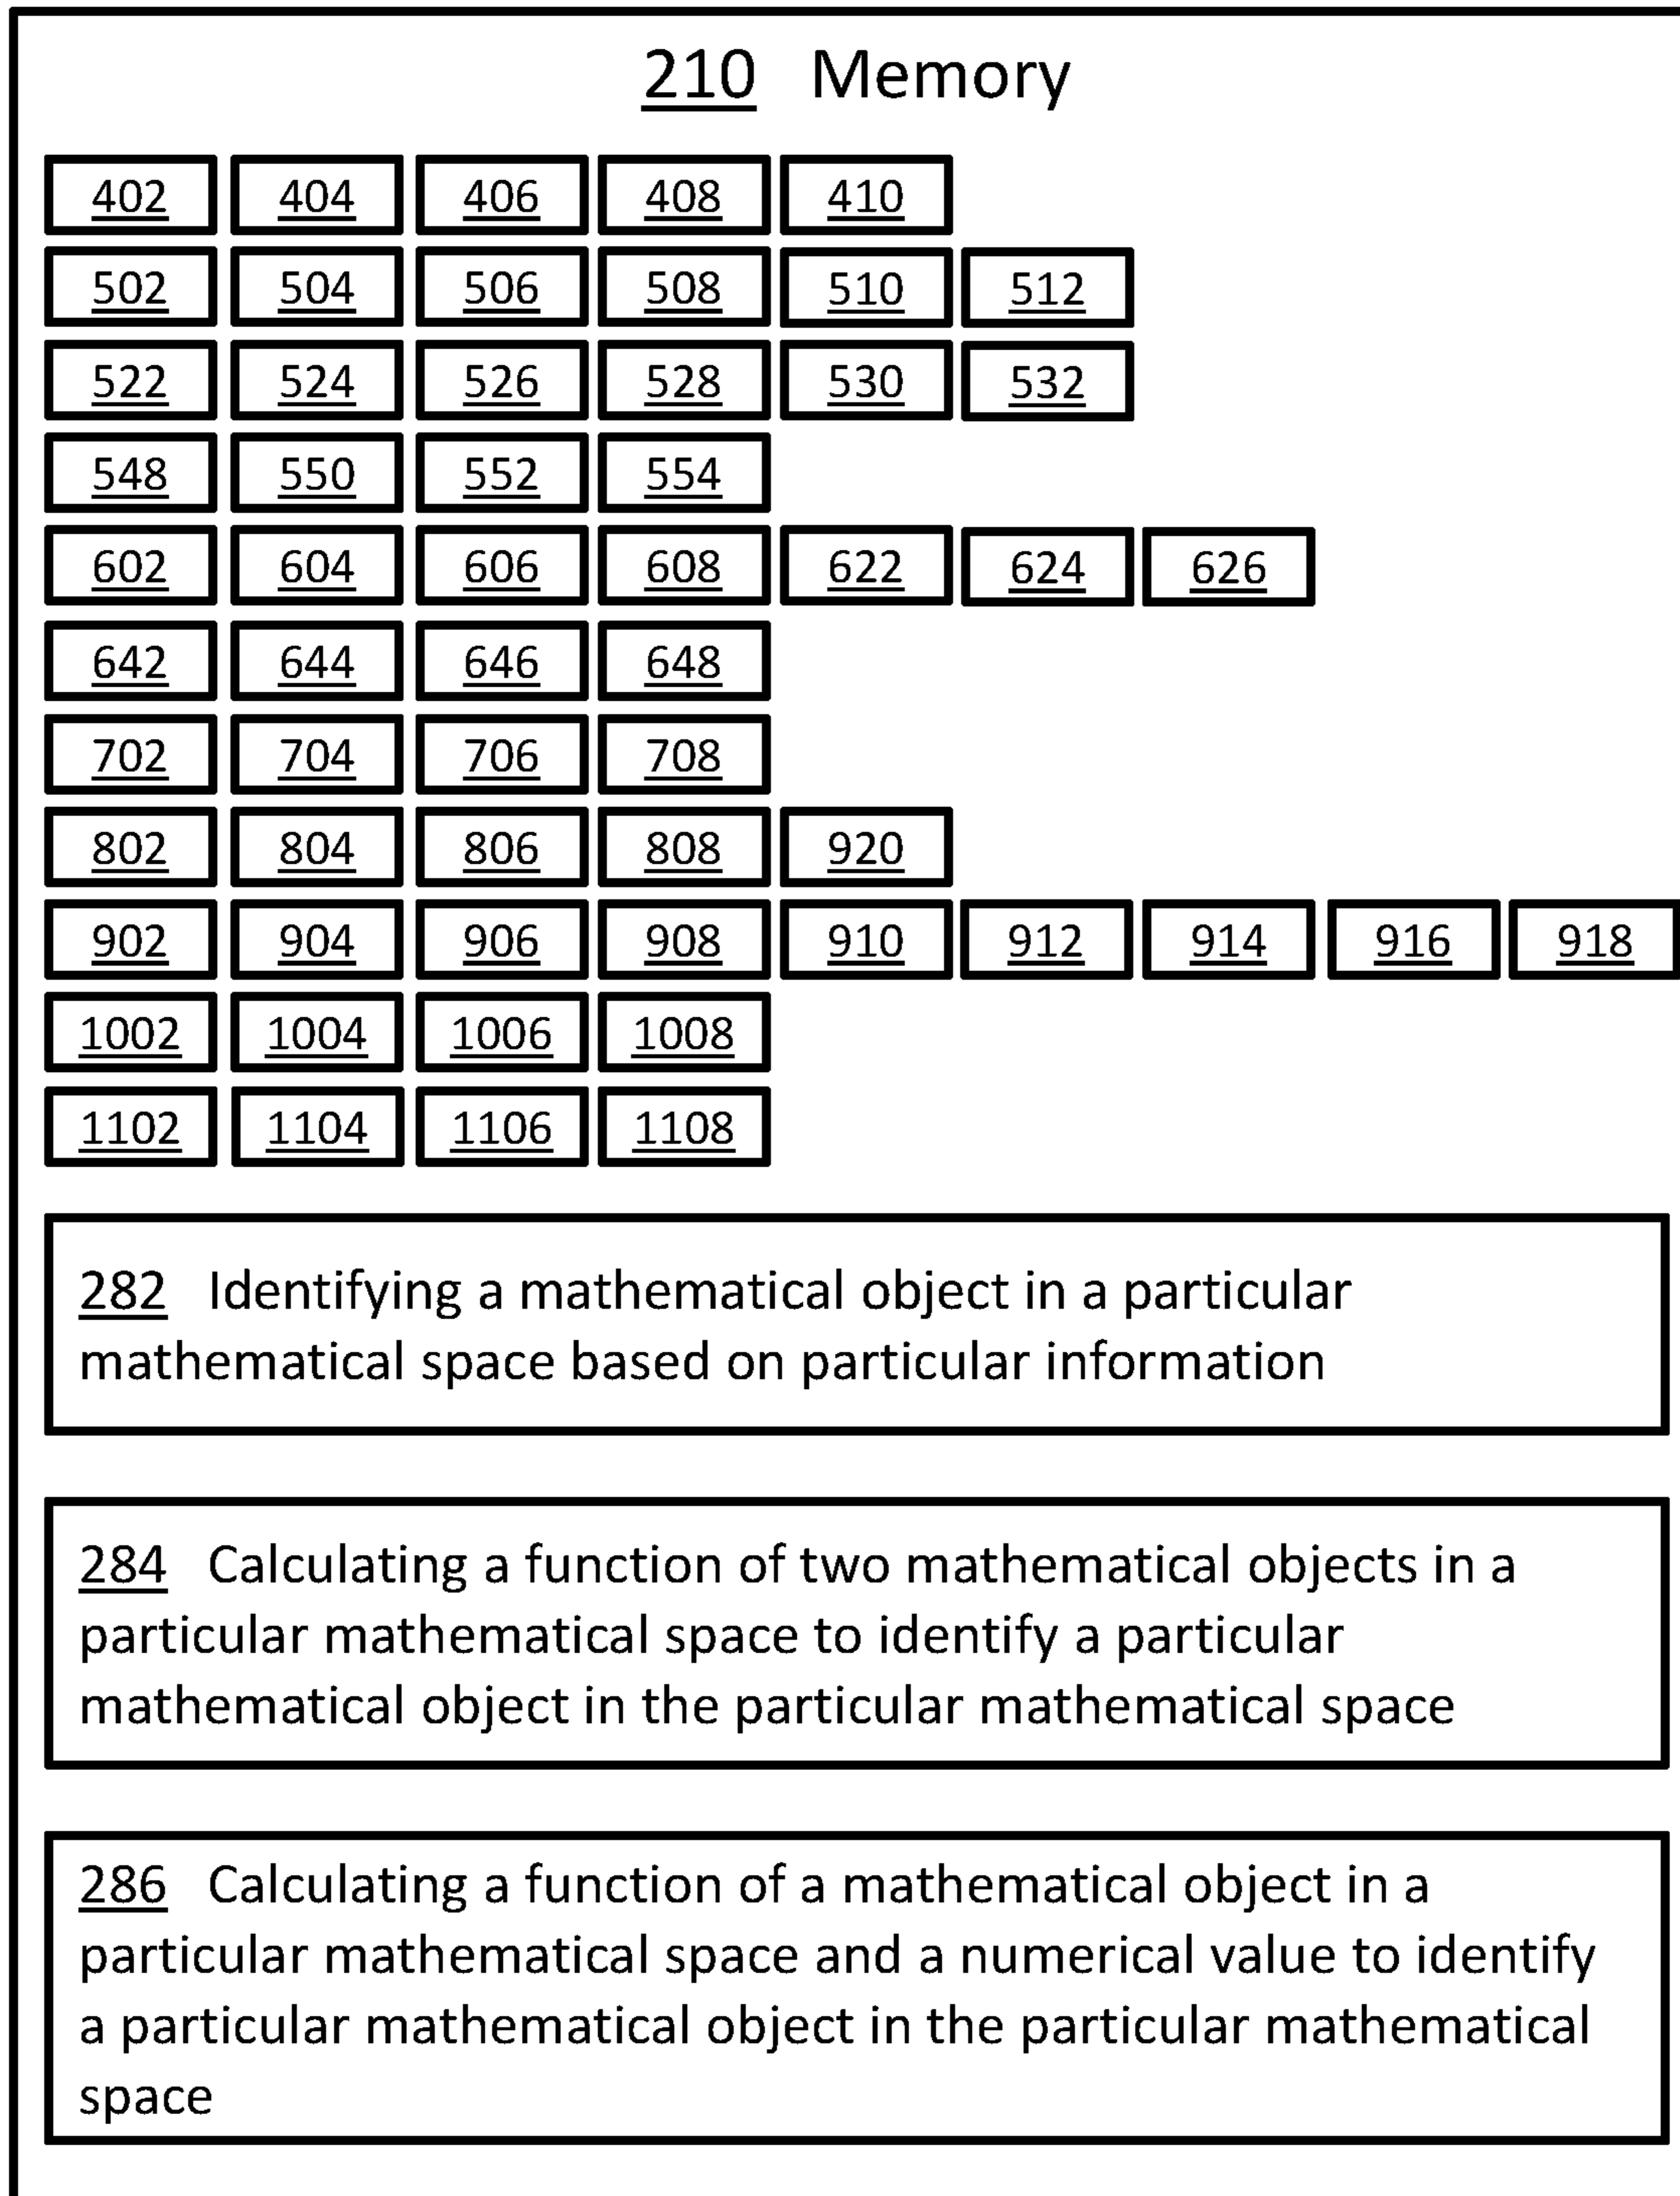 210 Memory
402 404 406 408 410
502 504 506 508 510 512
522 524 526 528 530 532
548 550 552 554
602 604 606 608 622 624 626
642 644 646 648
702 704 706 708
802 804 806 808 920
902 904 906 908 910 912 914 916 918
1002 1004 1006 1008
1102 1104 1106 1108
282 Identifying a mathematical object in a particular
mathematical space based on particular information
284 Calculating a function of two mathematical objects in a
particular mathematical space to identify a particular
mathematical object in the particular mathematical space
286 Calculating a function of a mathematical object in a
particular mathematical space and a numerical value to identify
a particular mathematical object in the particular mathematical
space